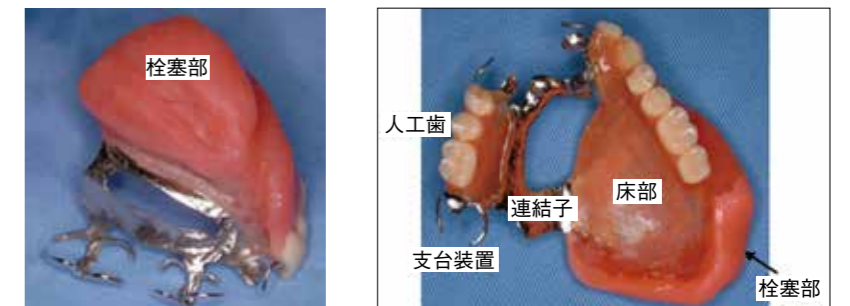 栓塞部
人工歯
連結子
床部
支台装置
栓塞部